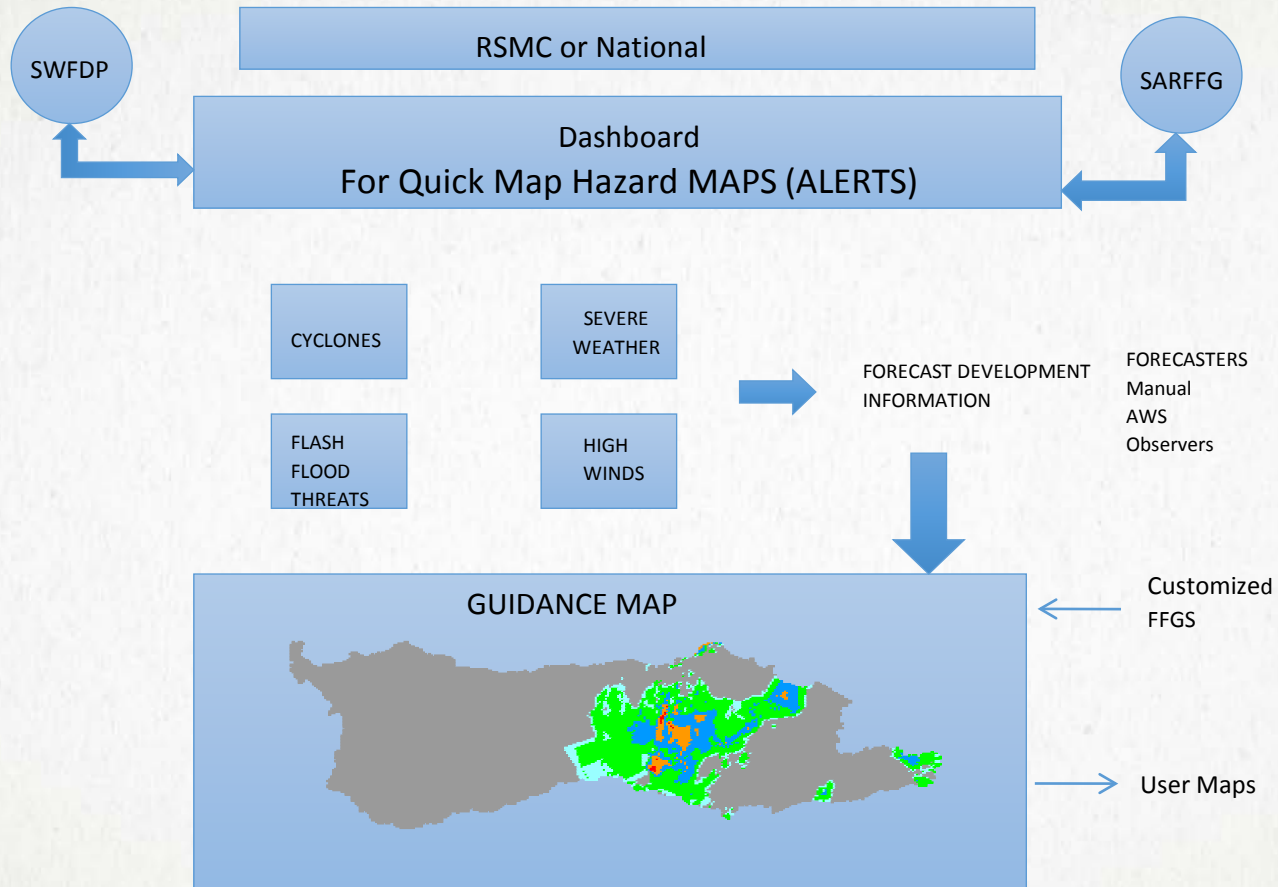 SWFDP
RSMC or National
SARFFG
Dashboard
For Quick Map Hazard MAPS (ALERTS)
CYCLONES
SEVERE
WEATHER
FLASH
FLOOD
THREATS
HIGH
WINDS
FORECAST DEVELOPMENT
INFORMATION
FORECASTERS
Manual
AWS
Observers
GUIDANCE MAP
Customized
FFGS
User Maps